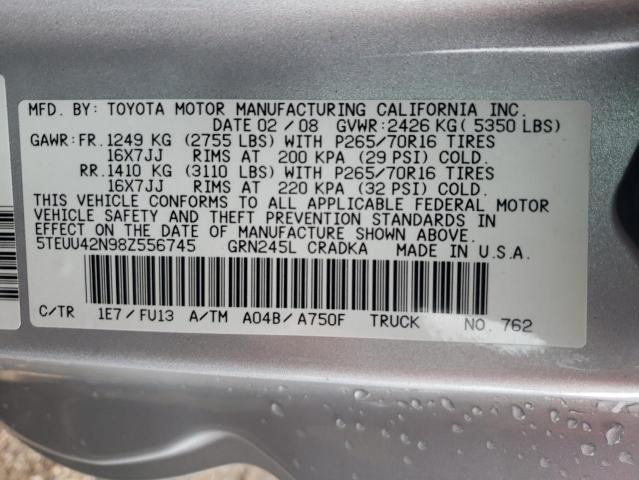 MFD. BY: TOYOTA MOTOR MANUFACTURING CALIFORNIA INC.
DATE 02 / 08 GVWR: 2426 KG( 5350 LBS)
GAWR: FR. 1249 KG (2755 LBS) WITH P265/70R16 TIRES
16X7JJ RIMS AT 200 KPA (29 PSI) COLD.
RR. 1410 KG (3110 LBS) WITH P265/70R16 TIRES
16X7JJ RIMS AT 220 KPA (32 PSI) COLD.
THIS VEHICLE CONFORMS TO ALL APPLICABLE FEDERAL MOTOR
VEHICLE SAFETY AND THEFT PREVENTION STANDARDS IN
EFFECT ON THE DATE OF MANUFACTURE SHOWN ABOVE.
5TEUU42N98Z556745 GRN245L CRADKA MADE IN U.S.A.
C/TR 1E7/ FU13 A/TM A04B/ A750F TRUCK NO. 762